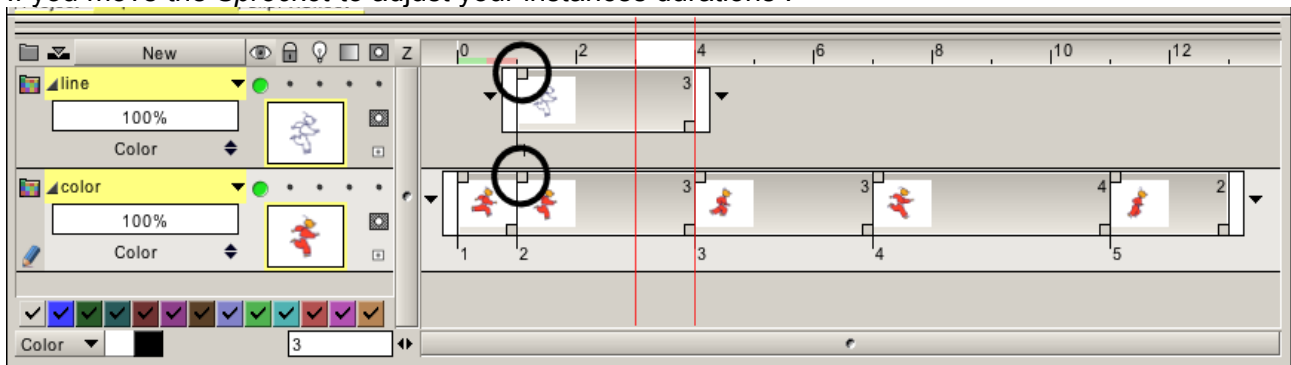 If you move the Sprocket to adjust your instances durations :
New Z 0 2 4 6 8 10 12
line 3
100%
Color
1
color 3 3 4 2
100%
Color 1 2 3 4 5
Color 3